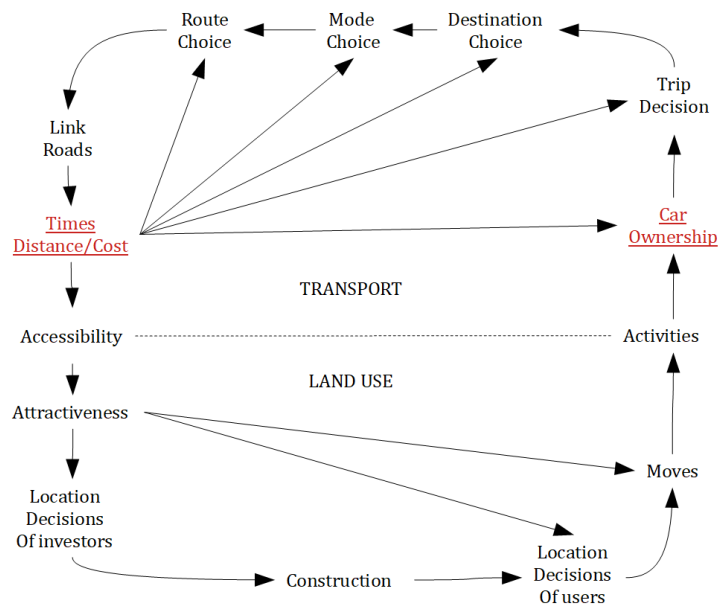 Route
Choice
Mode
Choice
Destination
Choice
Trip
Decision
Link
Roads
Times
Distance/Cost
Car
Ownership
TRANSPORT
Accessibility
Activities
LAND USE
Attractiveness
Moves
Location
Decisions
Of investors
Construction
Location
Decisions
Of users